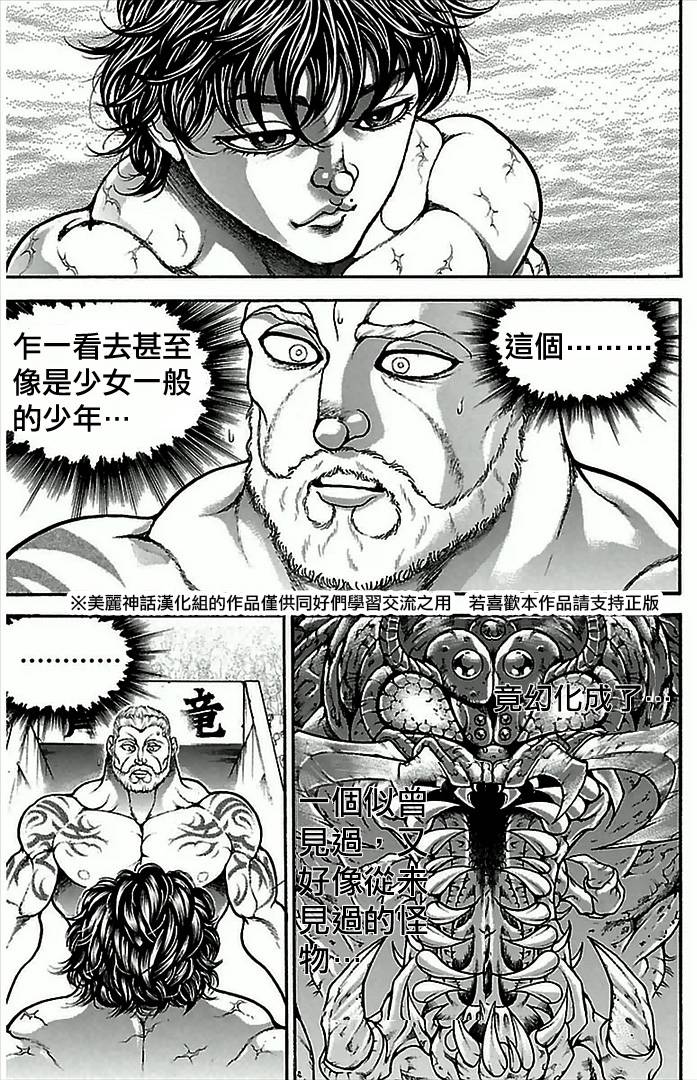 這個………
乍一看去甚至
像是少女一般
的少年…
※美麗神話漢化組的作品僅供同好們學習交流之用　若喜歡本作品請支持正版
竟幻化成了…
一個似曾
見過，又
好像從未
見過的怪
物…
………
竜